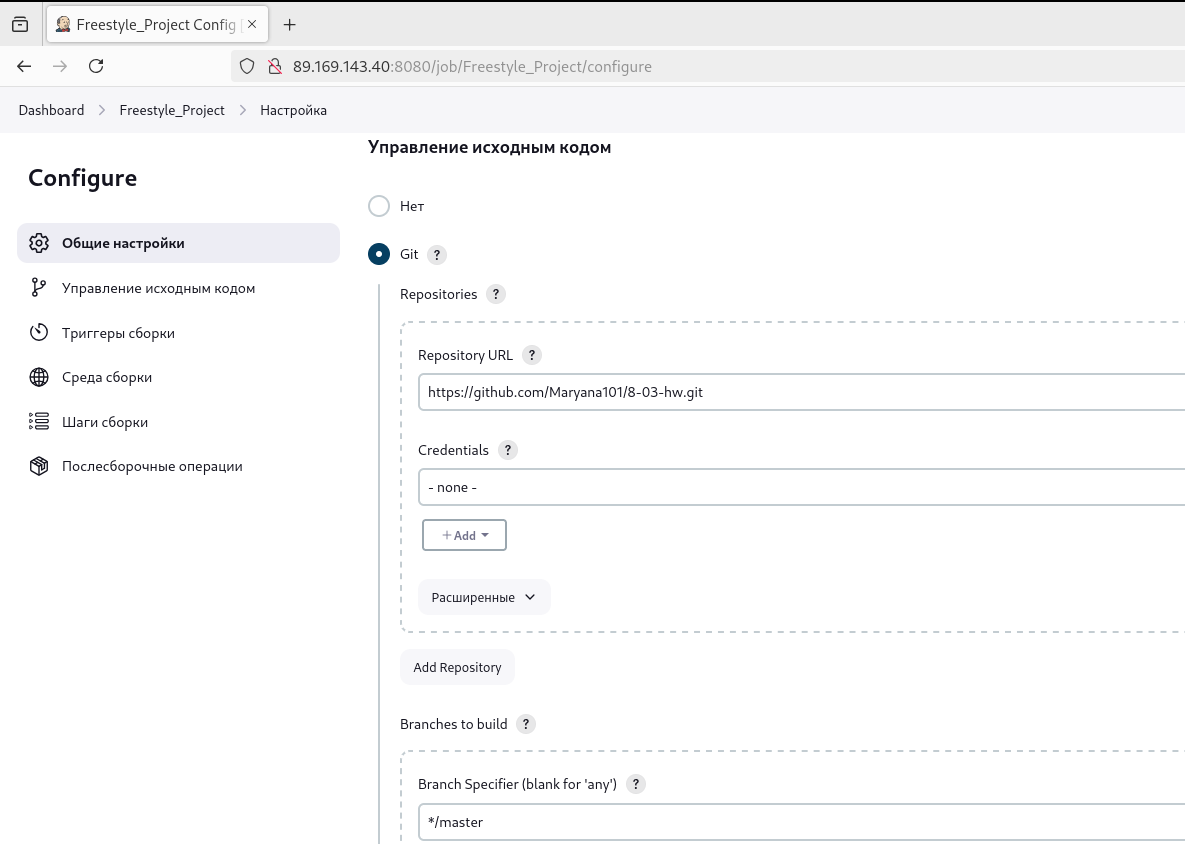 Freestyle_Project Config [
89.169.143.40:8080/job/Freestyle_Project/configure
Dashboard > Freestyle_Project > Настройка
Configure
Общие настройки
Управление исходным кодом
Триггеры сборки
Среда сборки
Шаги сборки
Послесборочные операции
Управление исходным кодом
Нет
Git ?
Repositories ?
Repository URL ?
https://github.com/Maryana101/8-03-hw.git
Credentials ?
- none -
+ Add
Расширенные
Add Repository
Branches to build ?
Branch Specifier (blank for 'any') ?
*/master